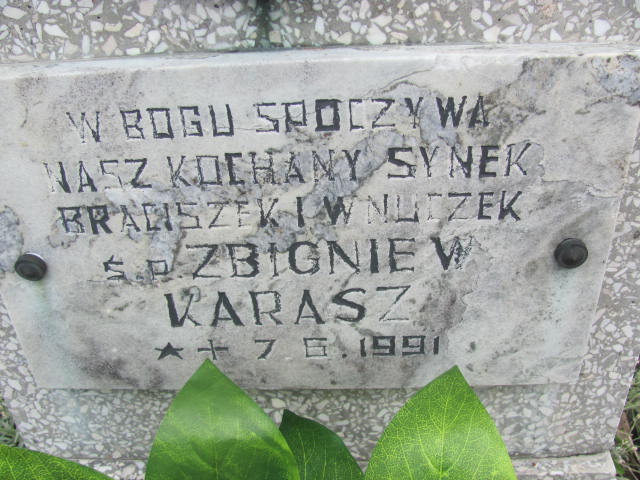 W BOGU SPOCZYWA
NASZ KOCHANY SYNEK
BRACISZEK I WNUCZEK
Ś.P. ZBIGNIEW
KARASZ
★ + 7 6.1991